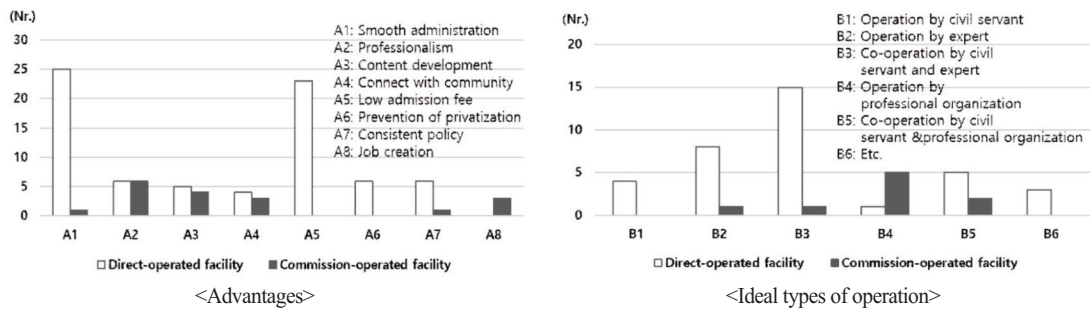 (Nr.)
30
25
20
15
10
5
0
A1: Smooth administration
A2: Professionalism
A3: Content development
A4: Connect with community
A5: Low admission fee
A6: Prevention of privatization
A7: Consistent policy
A8: Job creation
A1 A2 A3 A4 A5 A6 A7 A8
Direct-operated facility Commission-operated facility
<Advantages>
(Nr.)
20
15
10
5
0
B1: Operation by civil servant
B2: Operation by expert
B3: Co-operation by civil
servant and expert
B4: Operation by
professional organization
B5: Co-operation by civil
servant &professional organization
B6: Etc.
B1 B2 B3 B4 B5 B6
Direct-operated facility Commission-operated facility
<Ideal types of operation>